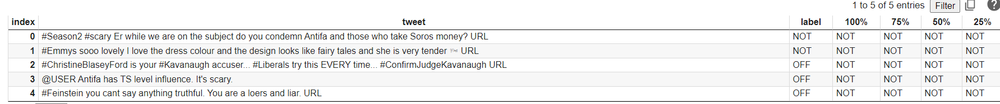 1 to 5 of 5 entries Filter
index tweet label 100% 75% 50% 25%
0 #Season2 #scary Er while we are on the subject do you condemn Antifa and those who take Soros money? URL NOT NOT NOT NOT NOT
1 #Emmys sooo lovely I love the dress colour and the design looks like fairy tales and she is very tender URL NOT NOT NOT NOT NOT
2 #ChristineBlaseyFord is your #Kavanaugh accuser... #Liberals try this EVERY time... #ConfirmJudgeKavanaugh URL OFF NOT NOT NOT NOT
3 @USER Antifa has TS level influence. It's scary. OFF NOT NOT NOT NOT
4 #Feinstein you cant say anything truthful. You are a loers and liar. URL OFF NOT NOT NOT NOT